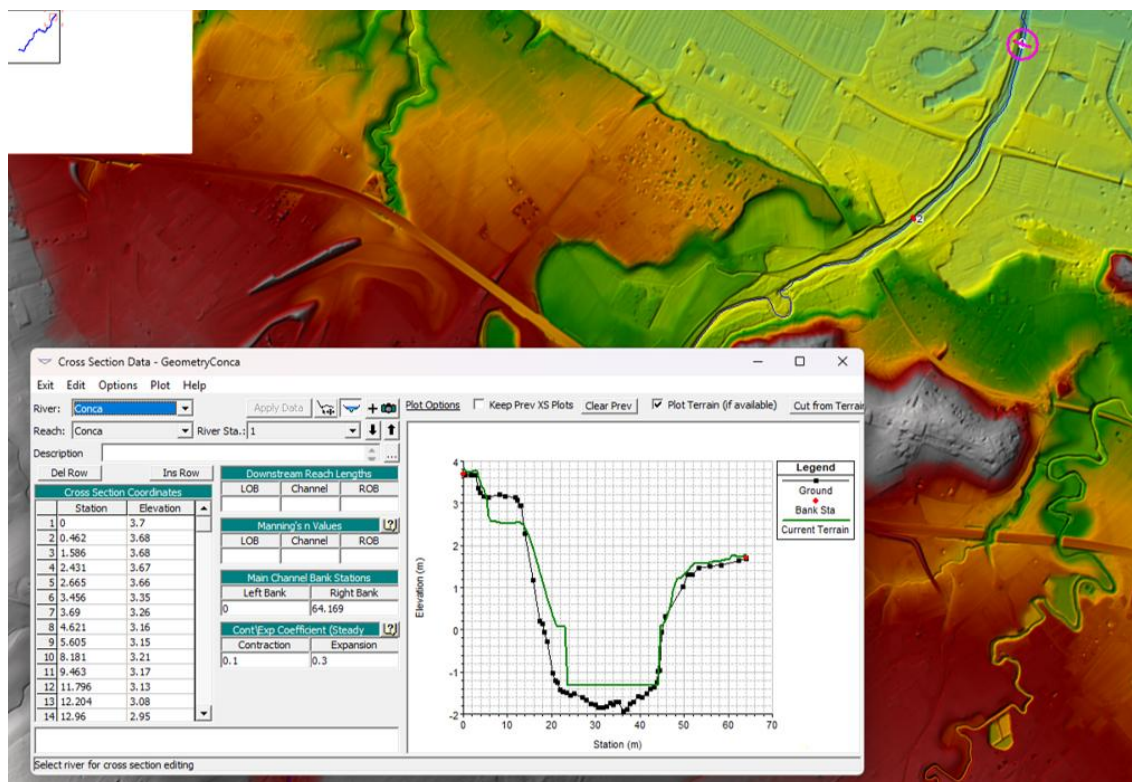 2
Cross Section Data - GeometryConca
Exit Edit Options Plot Help
River: Conca Apply Data Plot Options Keep Prev XS Plots Clear Prev Plot Terrain (if available) Cut from Terrain
Reach: Conca River Sta.: 1
Description ...
Del Row Ins Row
Cross Section Coordinates
Station Elevation
1 0 3.7
2 0.462 3.68
3 1.586 3.68
4 2.431 3.67
5 2.665 3.66
6 3.456 3.35
7 3.69 3.26
8 4.621 3.16
9 5.605 3.15
10 8.181 3.21
11 9.463 3.17
12 11.796 3.13
13 12.204 3.08
14 12.96 2.95
Downstream Reach Lengths
LOB Channel ROB
Manning's n Values ?
LOB Channel ROB
Main Channel Bank Stations
Left Bank Right Bank
0 64.169
Cont\Exp Coefficient (Steady ?
Contraction Expansion
0.1 0.3
4
3
2
1
0
-1
-2
0 10 20 30 40 50 60 70
Elevation (m)
Station (m)
Legend
Ground
Bank Sta
Current Terrain
Select river for cross section editing